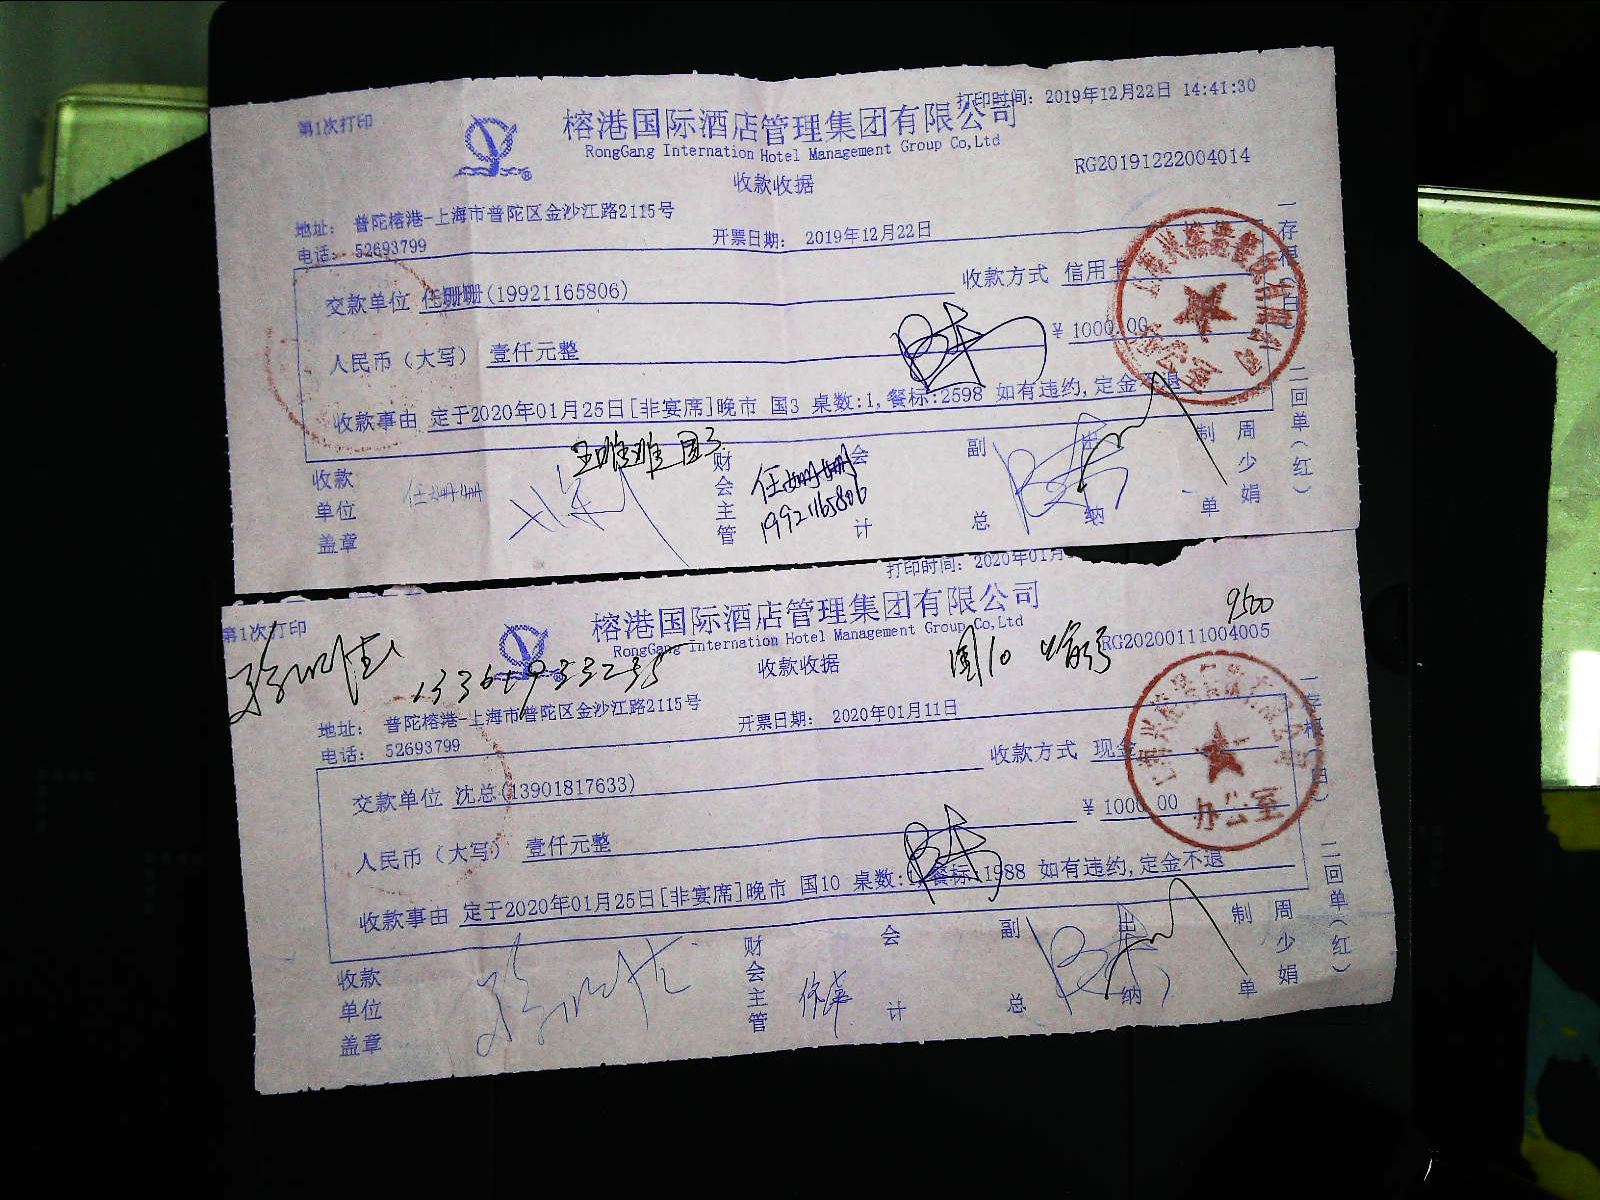 第1次打印
打印时间: 2019年12月22日 14:41:30
榕港国际酒店管理集团有限公司
RongGang Internation Hotel Management Group Co,Ltd
收款收据
RG20191222004014
地址: 普陀榕港-上海市普陀区金沙江路2115号
电话: 52693799
开票日期: 2019年12月22日
交款单位 任珊珊(19921165806)
收款方式 信用卡
人民币（大写） 壹仟元整
¥ 1000.00
收款事由 定于2020年01月25日[非宴席]晚市 国3 桌数:1,餐标:2598 如有违约,定金不退
国3
收款单位盖章
任珊珊
财会主管
任珊珊
19921165806
会计
副总
出纳
制单
周少娟
一存根(白)
二回单(红)
第1次打印
打印时间: 2020年01月
榕港国际酒店管理集团有限公司
RongGang Internation Hotel Management Group Co,Ltd
收款收据
9500
国10
RG20200111004005
地址: 普陀榕港-上海市普陀区金沙江路2115号
电话: 52693799
开票日期: 2020年01月11日
交款单位 沈总(13901817633)
收款方式 现金
人民币（大写） 壹仟元整
¥ 1000.00
办公室
收款事由 定于2020年01月25日[非宴席]晚市 国10 桌数:1,餐标:1988 如有违约,定金不退
收款单位盖章
财会主管
会计
副总
出纳
制单
周少娟
一存根(白)
二回单(红)